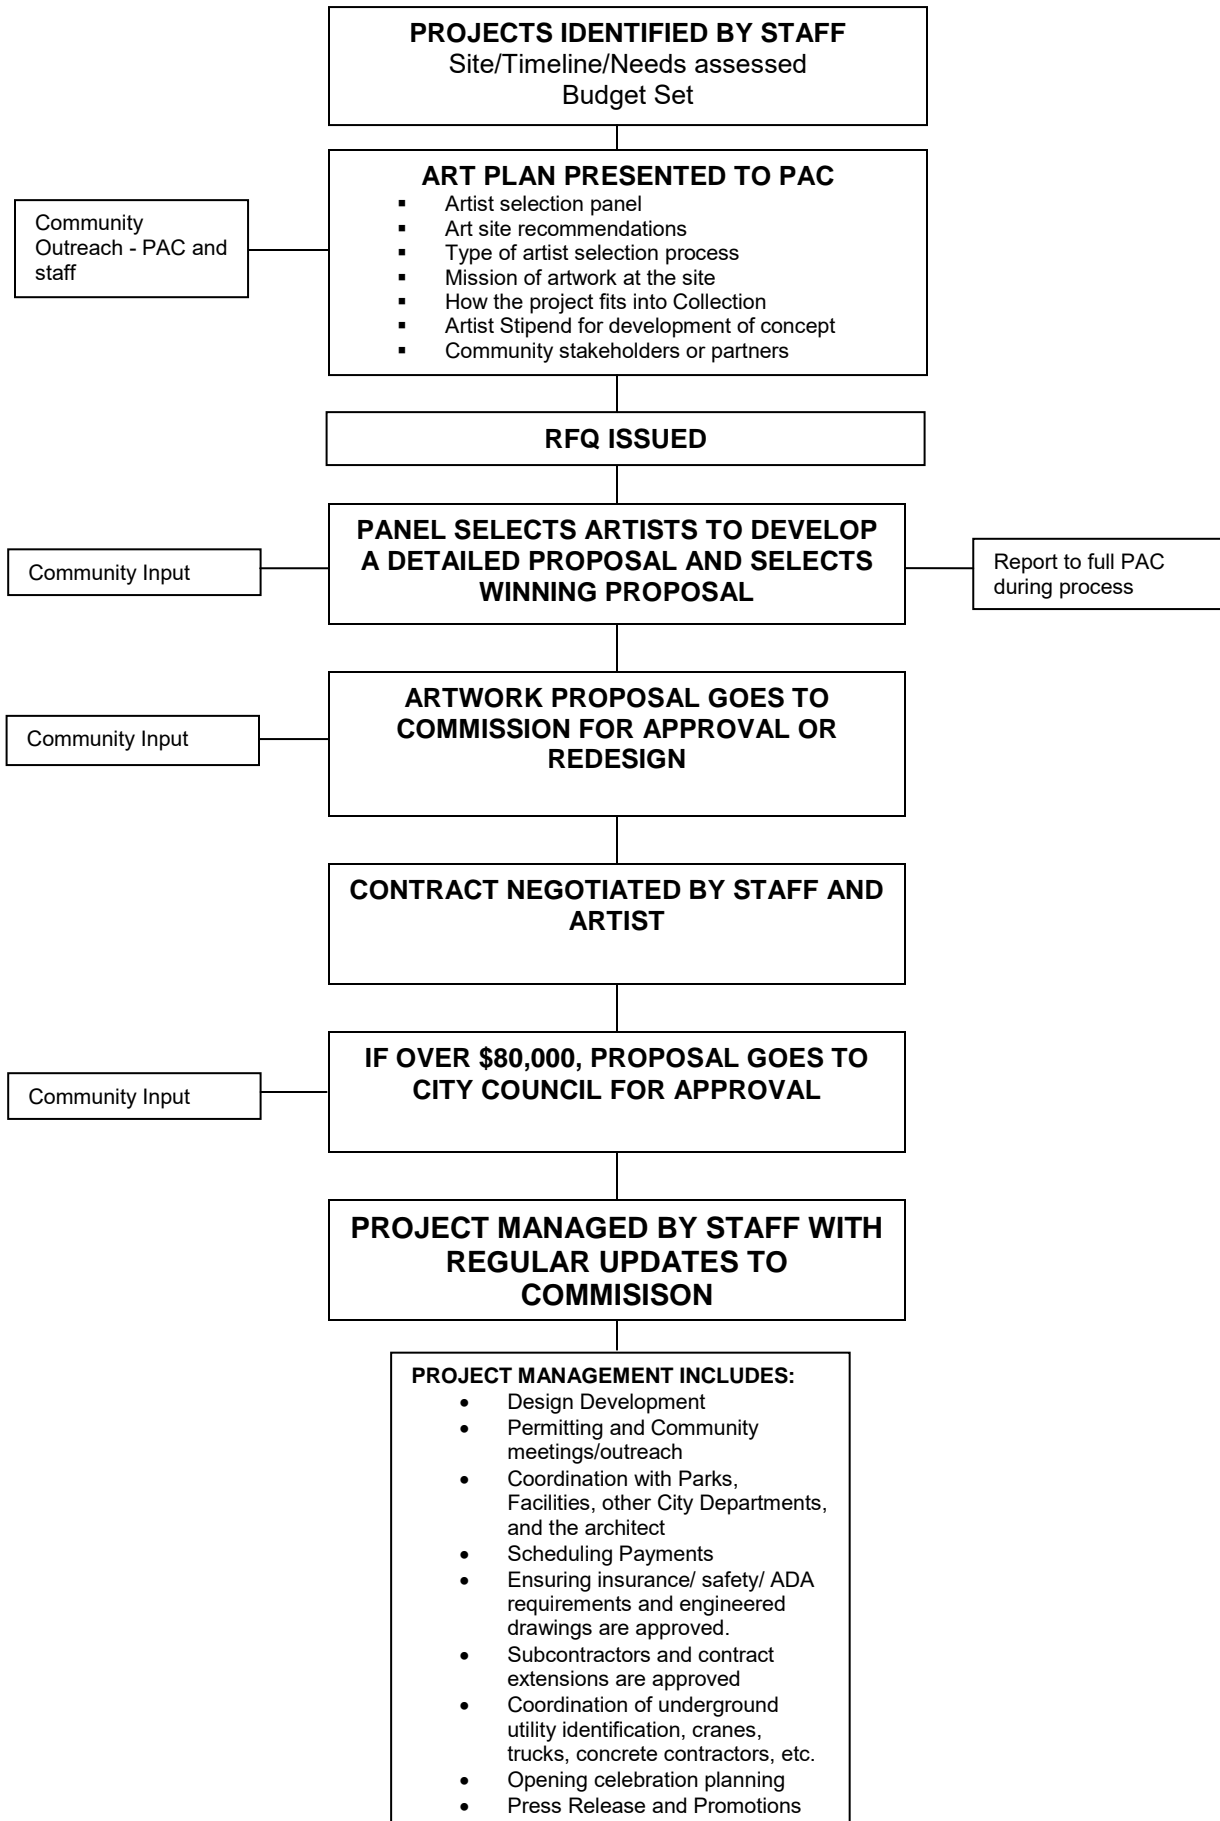 PROJECTS IDENTIFIED BY STAFF
Site/Timeline/Needs assessed
Budget Set
ART PLAN PRESENTED TO PAC
▪ Artist selection panel
▪ Art site recommendations
▪ Type of artist selection process
▪ Mission of artwork at the site
▪ How the project fits into Collection
▪ Artist Stipend for development of concept
▪ Community stakeholders or partners
Community
Outreach - PAC and
staff
RFQ ISSUED
PANEL SELECTS ARTISTS TO DEVELOP
A DETAILED PROPOSAL AND SELECTS
WINNING PROPOSAL
Community Input
Report to full PAC
during process
ARTWORK PROPOSAL GOES TO
COMMISSION FOR APPROVAL OR
REDESIGN
Community Input
CONTRACT NEGOTIATED BY STAFF AND
ARTIST
IF OVER $80,000, PROPOSAL GOES TO
CITY COUNCIL FOR APPROVAL
Community Input
PROJECT MANAGED BY STAFF WITH
REGULAR UPDATES TO
COMMISISON
PROJECT MANAGEMENT INCLUDES:
• Design Development
• Permitting and Community
meetings/outreach
• Coordination with Parks,
Facilities, other City Departments,
and the architect
• Scheduling Payments
• Ensuring insurance/ safety/ ADA
requirements and engineered
drawings are approved.
• Subcontractors and contract
extensions are approved
• Coordination of underground
utility identification, cranes,
trucks, concrete contractors, etc.
• Opening celebration planning
• Press Release and Promotions